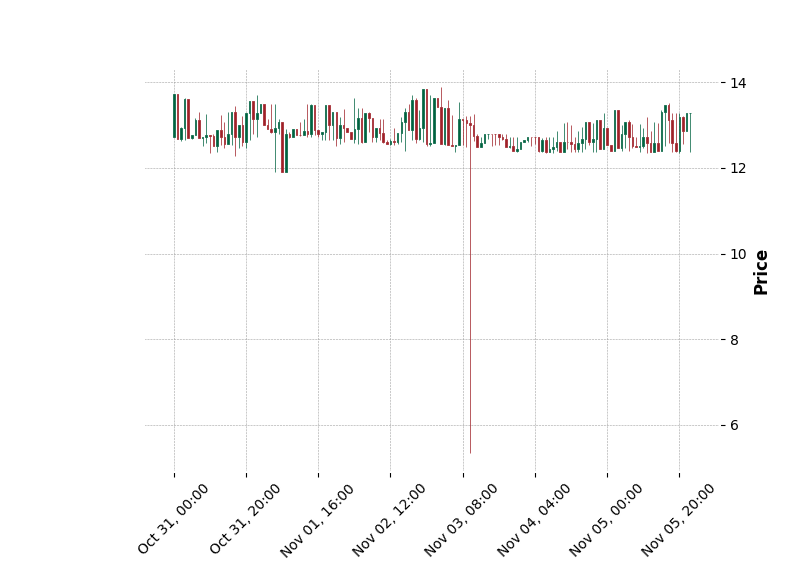 14
12
10
8
6
Price
Oct 31, 00:00
Oct 31, 20:00
Nov 01, 16:00
Nov 02, 12:00
Nov 03, 08:00
Nov 04, 04:00
Nov 05, 00:00
Nov 05, 20:00